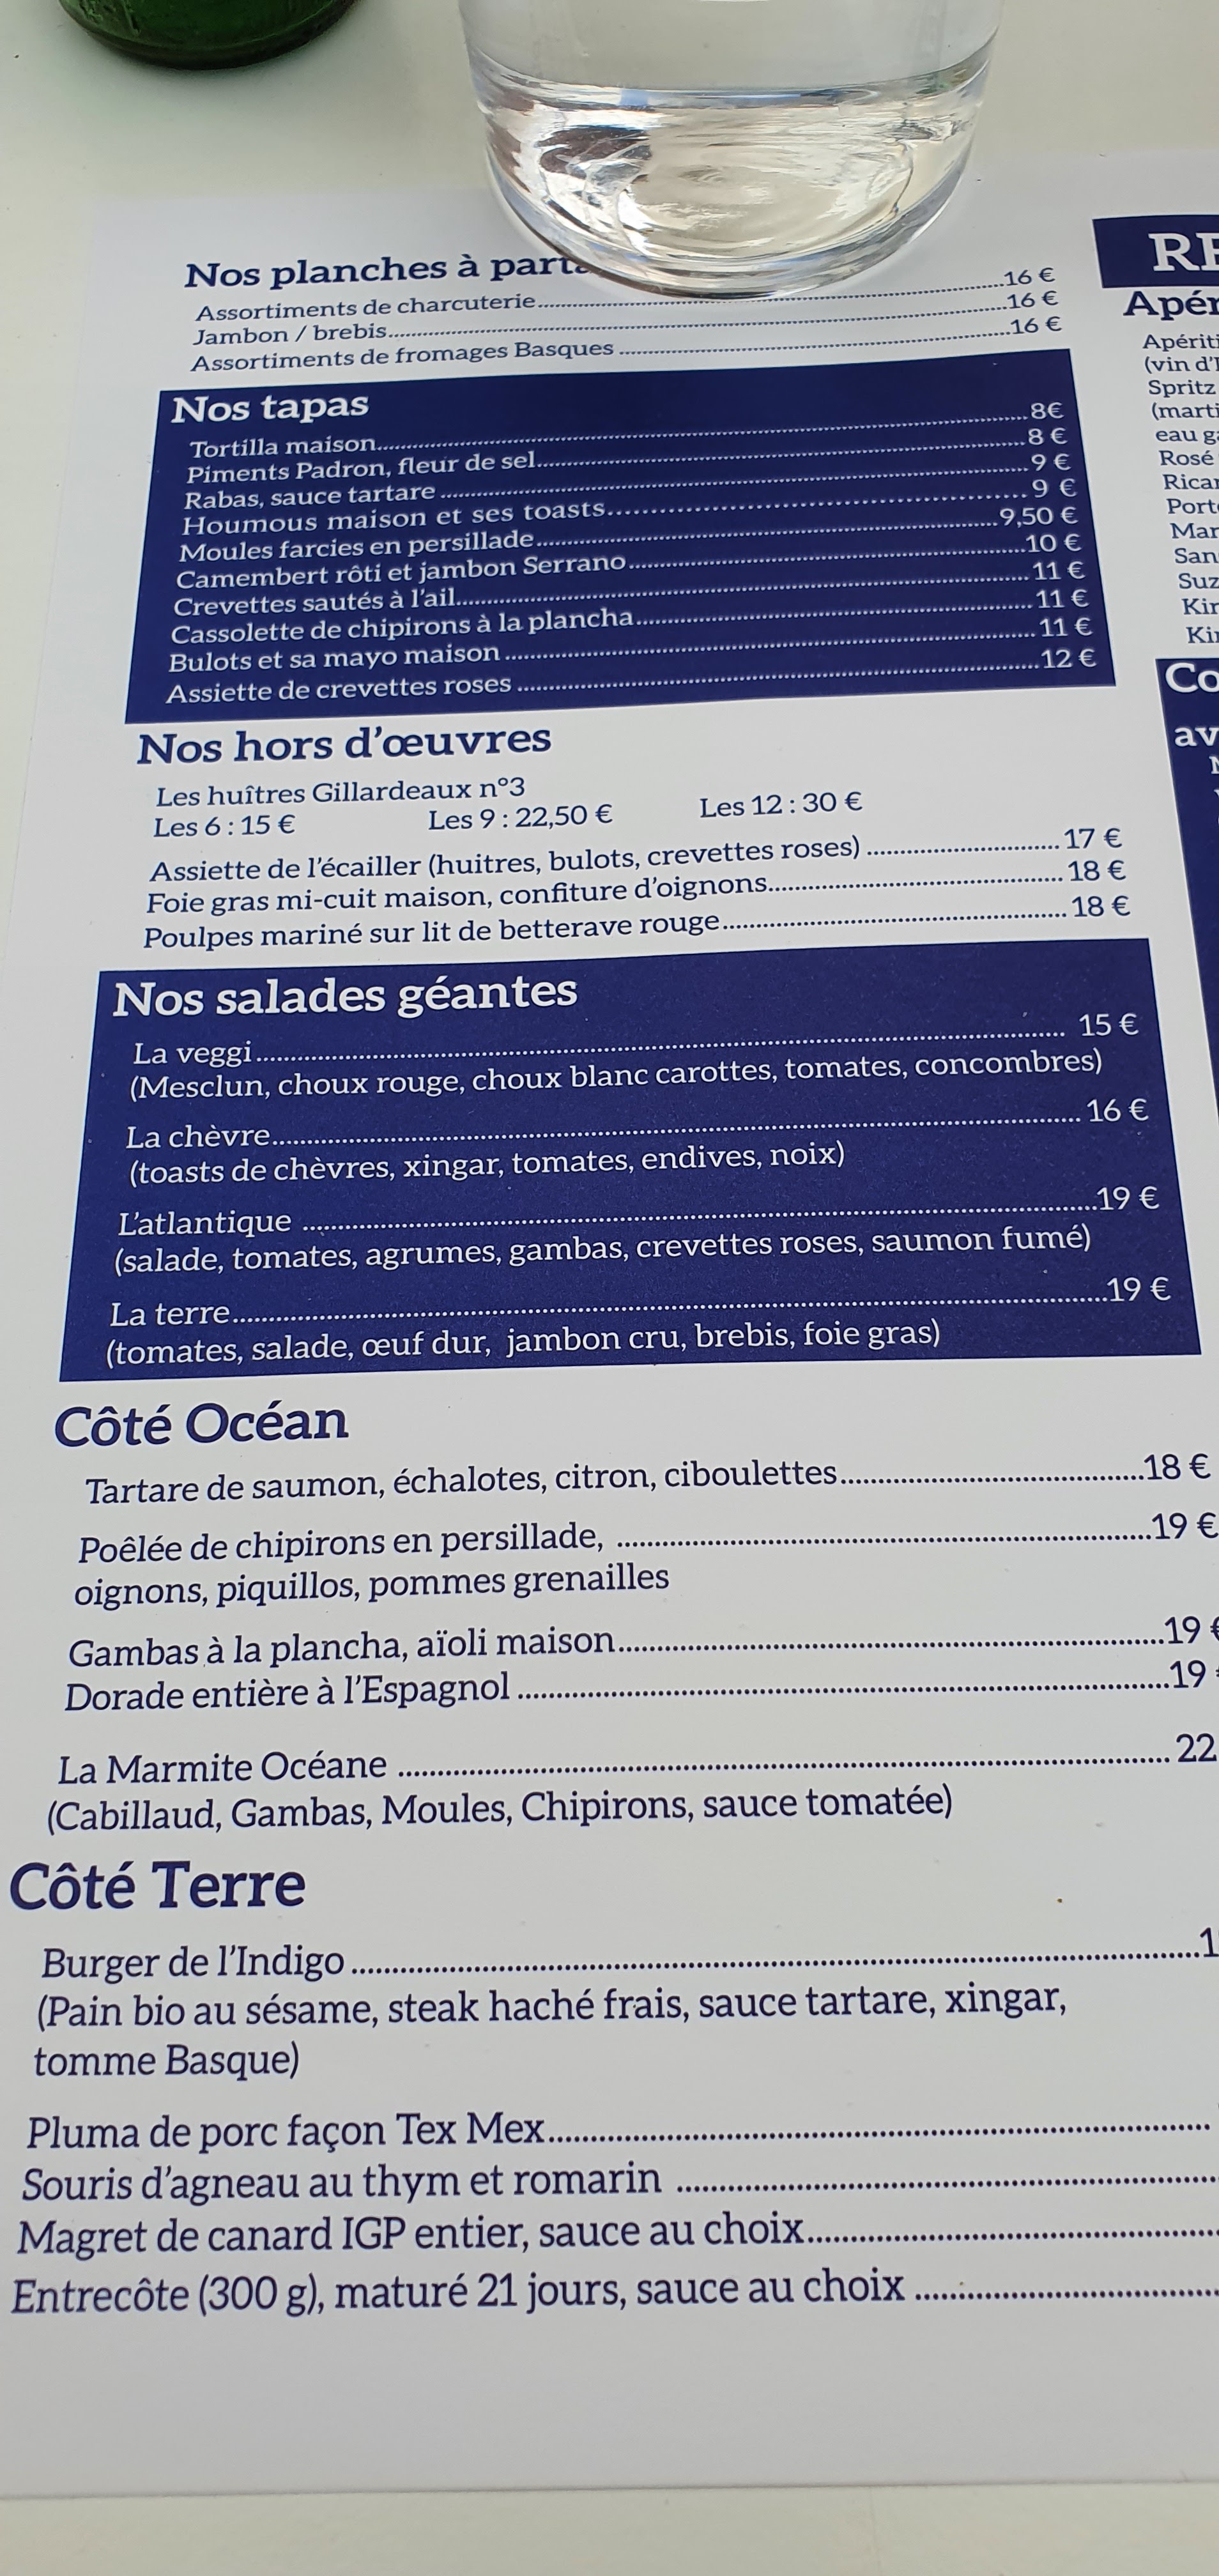 Nos planches à
Assortiments de charcuterie..........16 €
Jambon / brebis..........16 €
Assortiments de fromages Basques ..........16 €
Nos tapas
Tortilla maison..........8€
Piments Padron, fleur de sel..........8 €
Rabas, sauce tartare ..........9 €
Houmous maison et ses toasts..........9 €
Moules farcies en persillade..........9,50 €
Camembert rôti et jambon Serrano..........10 €
Crevettes sautés à l'ail..........11 €
Cassolette de chipirons à la plancha..........11 €
Bulots et sa mayo maison ..........11 €
Assiette de crevettes roses ..........12 €
Nos hors d'œuvres
Les huîtres Gillardeaux n°3
Les 6 : 15 € Les 9 : 22,50 € Les 12 : 30 €
Assiette de l'écailler (huitres, bulots, crevettes roses) ..........17 €
Foie gras mi-cuit maison, confiture d'oignons..........18 €
Poulpes mariné sur lit de betterave rouge..........18 €
Nos salades géantes
La veggi.......... 15 €
(Mesclun, choux rouge, choux blanc carottes, tomates, concombres)
La chèvre..........16 €
(toasts de chèvres, xingar, tomates, endives, noix)
L'atlantique ..........19 €
(salade, tomates, agrumes, gambas, crevettes roses, saumon fumé)
La terre..........19 €
(tomates, salade, œuf dur, jambon cru, brebis, foie gras)
Côté Océan
Tartare de saumon, échalotes, citron, ciboulettes..........18 €
Poêlée de chipirons en persillade, ..........19 €
oignons, piquillos, pommes grenailles
Gambas à la plancha, aïoli maison..........19 €
Dorade entière à l'Espagnol ..........19
La Marmite Océane ..........22
(Cabillaud, Gambas, Moules, Chipirons, sauce tomatée)
Côté Terre
Burger de l'Indigo..........1
(Pain bio au sésame, steak haché frais, sauce tartare, xingar,
tomme Basque)
Pluma de porc façon Tex Mex..........
Souris d'agneau au thym et romarin ..........
Magret de canard IGP entier, sauce au choix..........
Entrecôte (300 g), maturé 21 jours, sauce au choix ..........
(vin
Spritz
eau
Rosé